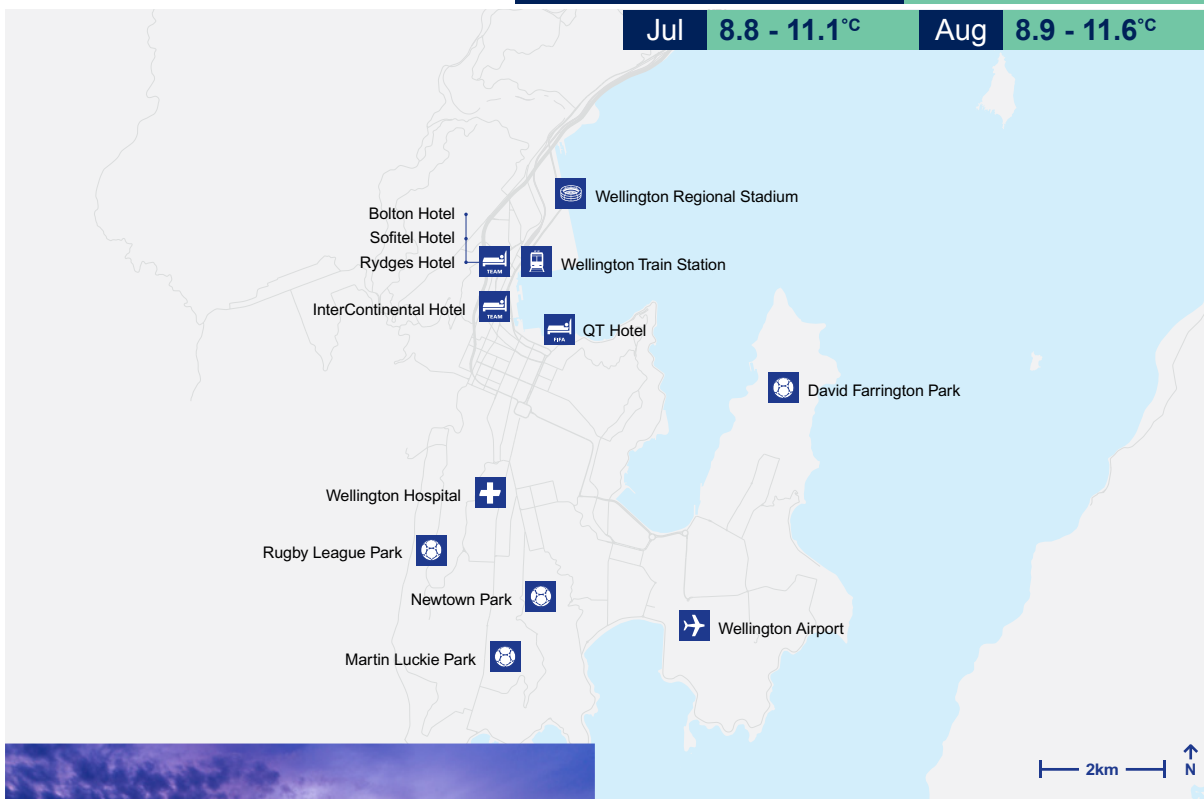 Jul 8.8 - 11.1°C Aug 8.9 - 11.6°C
Wellington Regional Stadium
Bolton Hotel
Sofitel Hotel
Rydges Hotel
TEAM
Wellington Train Station
InterContinental Hotel
TEAM
QT Hotel
FIFA
David Farrington Park
Wellington Hospital
Rugby League Park
Newtown Park
Wellington Airport
Martin Luckie Park
2km
N